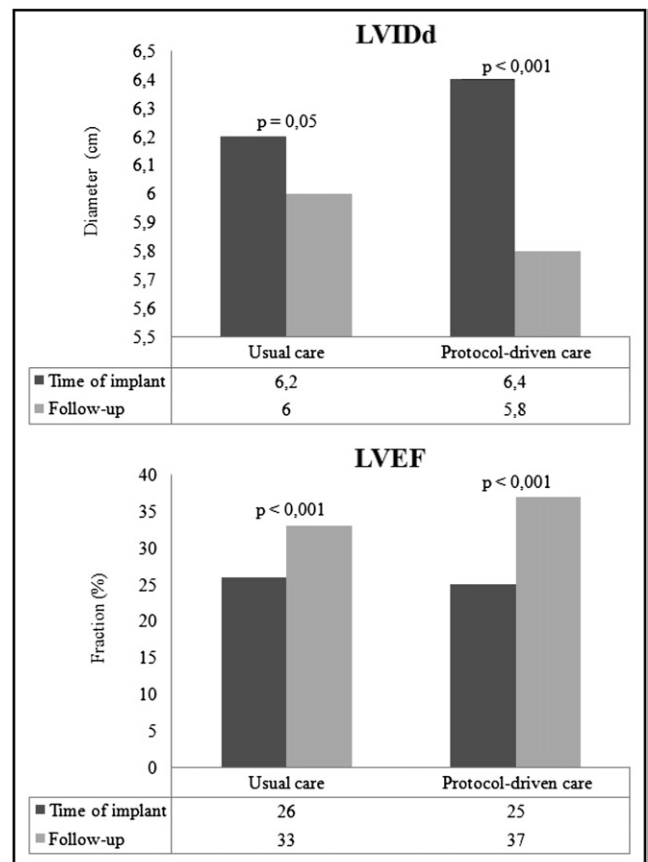 LVIDd
Diameter (cm)
6,5
6,4
6,3
6,2
6,1
6
5,9
5,8
5,7
5,6
5,5
p = 0,05
p < 0,001
Usual care Protocol-driven care
Time of implant 6,2 6,4
Follow-up 6 5,8
LVEF
Fraction (%)
40
35
30
25
20
15
10
5
0
p < 0,001
p < 0,001
Usual care Protocol-driven care
Time of implant 26 25
Follow-up 33 37